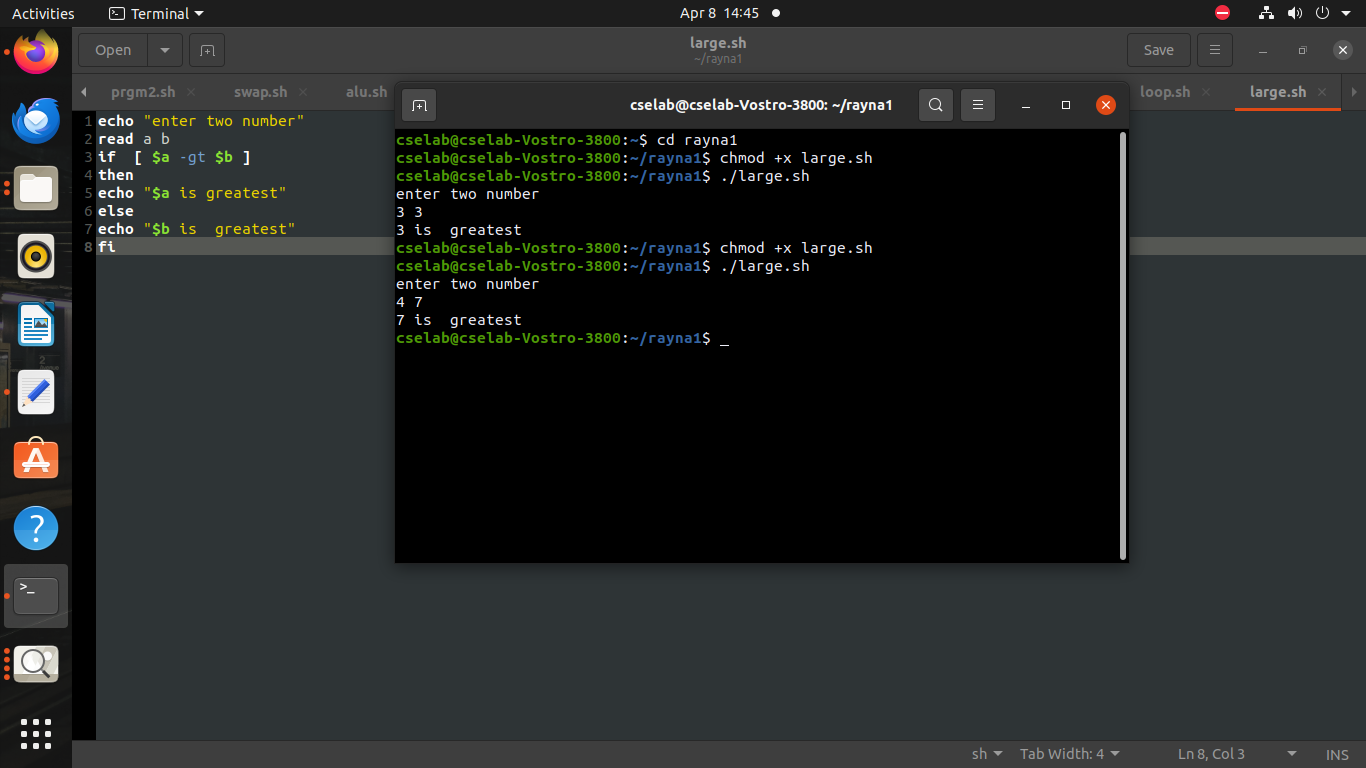 Activities
Terminal
Apr 8 14:45
Open
large.sh
~/rayna1
Save
prgm2.sh
swap.sh
alu.sh
loop.sh
large.sh
1 echo "enter two number"
2 read a b
3 if  [ $a -gt $b ]
4 then
5 echo "$a is greatest"
6 else
7 echo "$b is  greatest"
8 fi
cselab@cselab-Vostro-3800: ~/rayna1
cselab@cselab-Vostro-3800:~$ cd rayna1
cselab@cselab-Vostro-3800:~/rayna1$ chmod +x large.sh
cselab@cselab-Vostro-3800:~/rayna1$ ./large.sh
enter two number
3 3
3 is  greatest
cselab@cselab-Vostro-3800:~/rayna1$ chmod +x large.sh
cselab@cselab-Vostro-3800:~/rayna1$ ./large.sh
enter two number
4 7
7 is  greatest
cselab@cselab-Vostro-3800:~/rayna1$ _
sh
Tab Width: 4
Ln 8, Col 3
INS